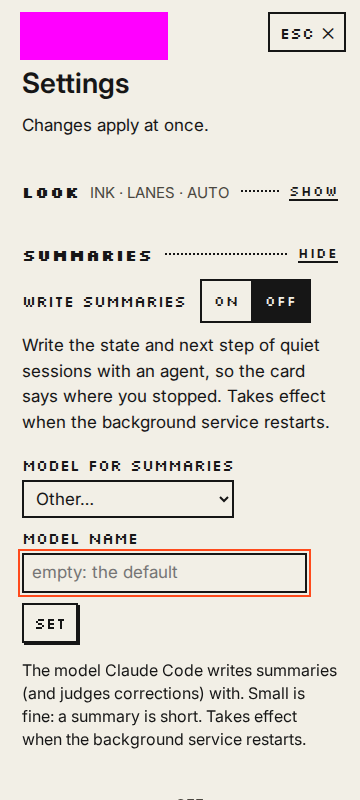 ESC ×
Settings
Changes apply at once.
LOOK INK · LANES · AUTO SHOW
SUMMARIES HIDE
WRITE SUMMARIES ON OFF
Write the state and next step of quiet
sessions with an agent, so the card
says where you stopped. Takes effect
when the background service restarts.
MODEL FOR SUMMARIES
Other...
MODEL NAME
empty: the default
SET
The model Claude Code writes summaries
(and judges corrections) with. Small is
fine: a summary is short. Takes effect
when the background service restarts.